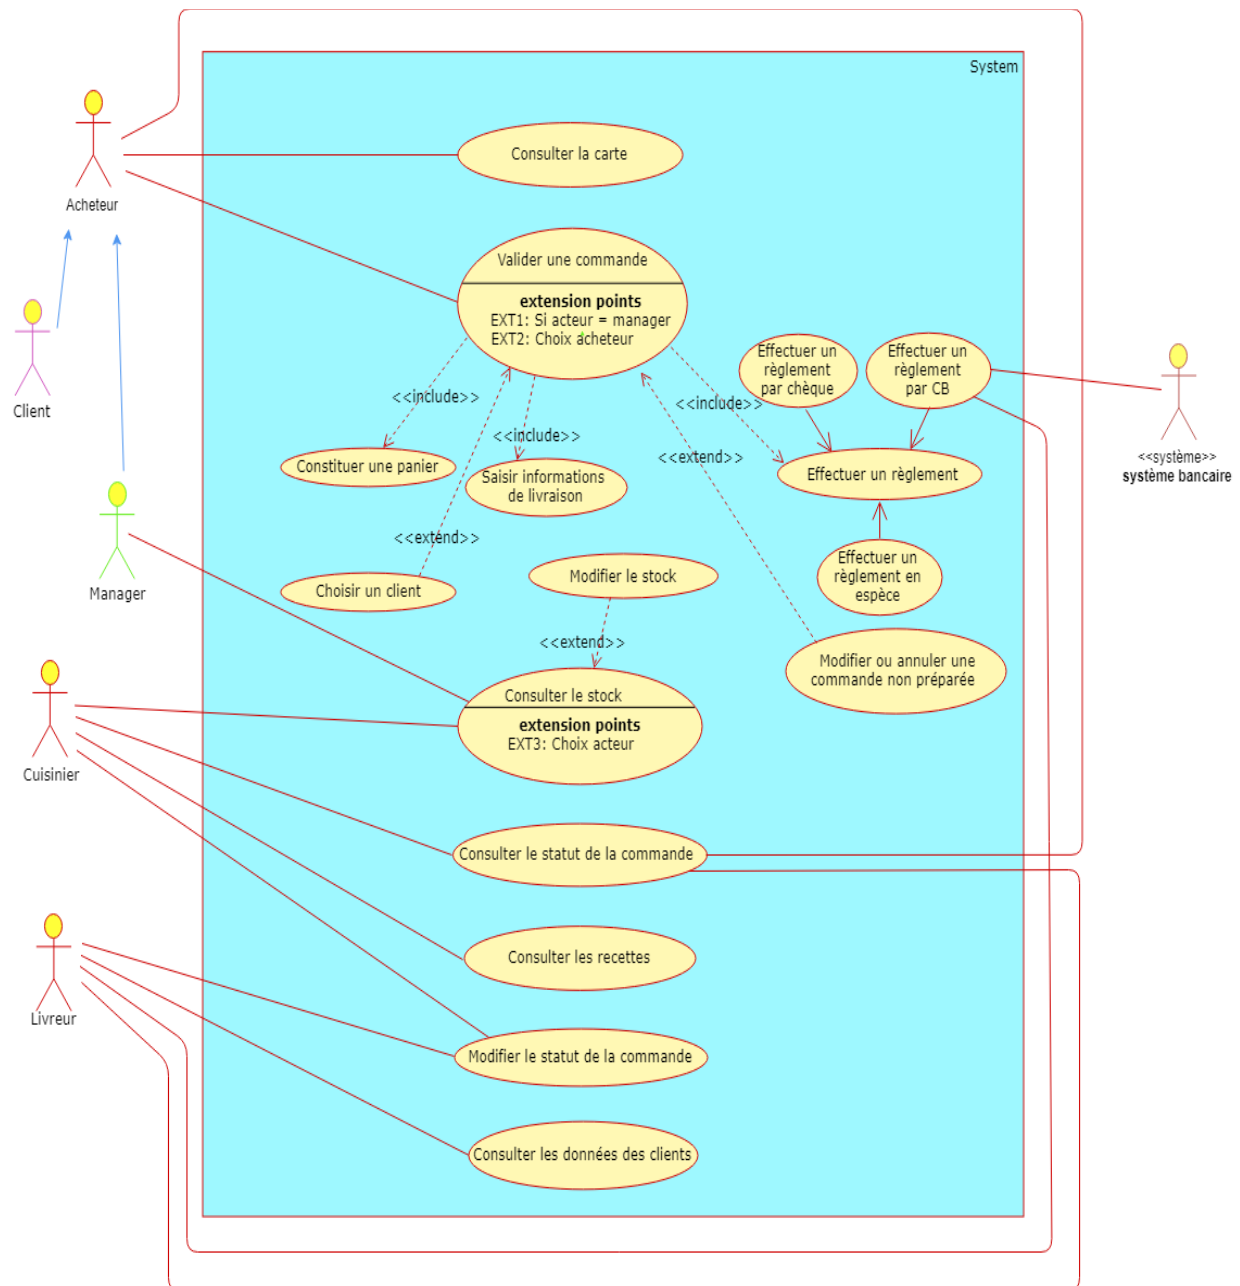 System
Consulter la carte
Acheteur
Valider une commande
extension points
EXT1: Si acteur = manager
EXT2: Choix acheteur
Effectuer un
règlement
par chèque
Effectuer un
règlement
par CB
Client
<<include>>
<<include>>
<<include>>
<<extend>>
Constituer une panier
Saisir informations
de livraison
Effectuer un règlement
<<système>>
système bancaire
<<extend>>
Manager
Choisir un client
Modifier le stock
Effectuer un
règlement en
espèce
<<extend>>
Modifier ou annuler une
commande non préparée
Consulter le stock
extension points
EXT3: Choix acteur
Cuisinier
Consulter le statut de la commande
Consulter les recettes
Livreur
Modifier le statut de la commande
Consulter les données des clients